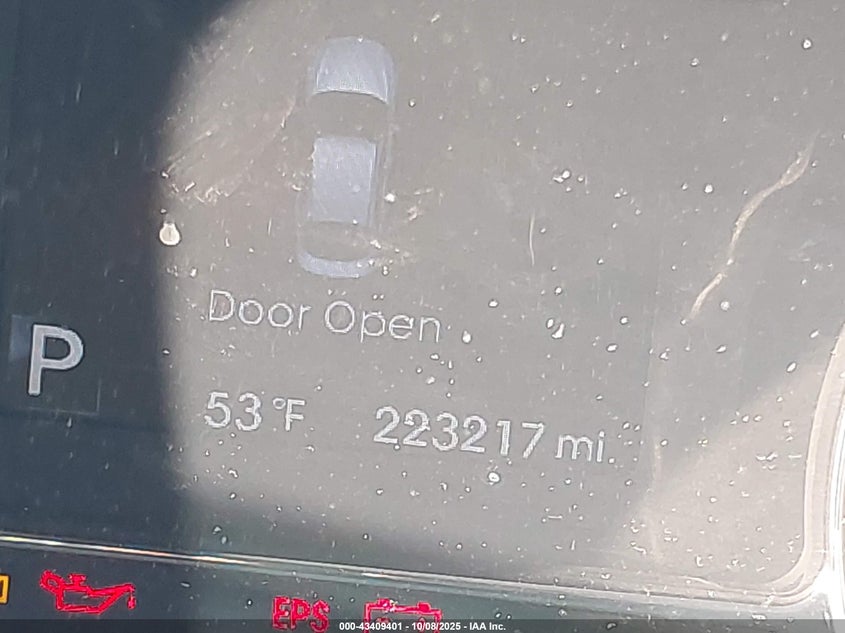 Door Open
P
53°F 223217 mi
EPS
000-43409401 - 10/08/2025 - IAA Inc.